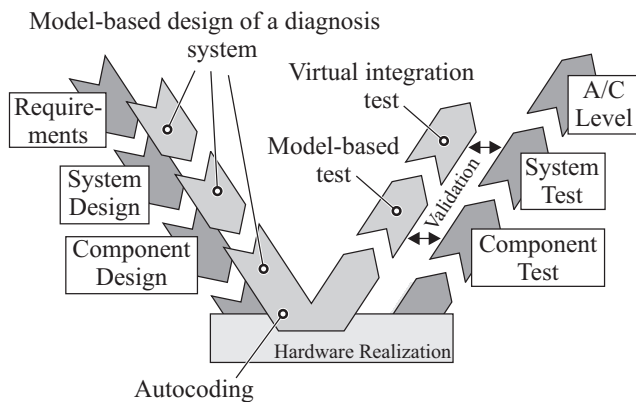 Model-based design of a diagnosis
system
Require-
ments
System
Design
Component
Design
Autocoding
Hardware Realization
Virtual integration
test
Model-based
test
Validation
A/C
Level
System
Test
Component
Test